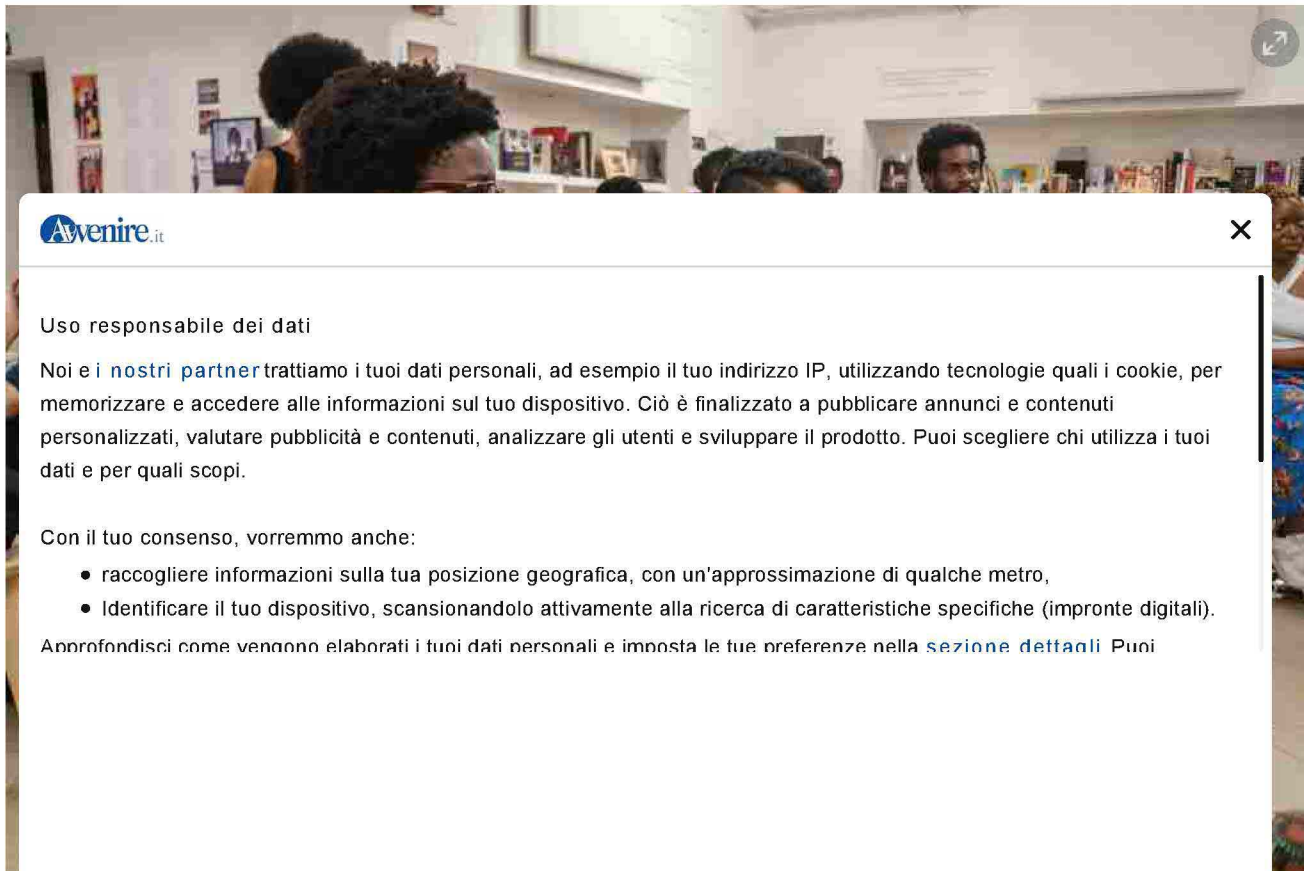 Avvenire.it
Uso responsabile dei dati
Noi e i nostri partner trattiamo i tuoi dati personali, ad esempio il tuo indirizzo IP, utilizzando tecnologie quali i cookie, per
memorizzare e accedere alle informazioni sul tuo dispositivo. Ciò è finalizzato a pubblicare annunci e contenuti
personalizzati, valutare pubblicità e contenuti, analizzare gli utenti e sviluppare il prodotto. Puoi scegliere chi utilizza i tuoi
dati e per quali scopi.
Con il tuo consenso, vorremmo anche:
● raccogliere informazioni sulla tua posizione geografica, con un'approssimazione di qualche metro,
● Identificare il tuo dispositivo, scansionandolo attivamente alla ricerca di caratteristiche specifiche (impronte digitali).
Approfondisci come vengono elaborati i tuoi dati personali e imposta le tue preferenze nella sezione dettagli Puoi